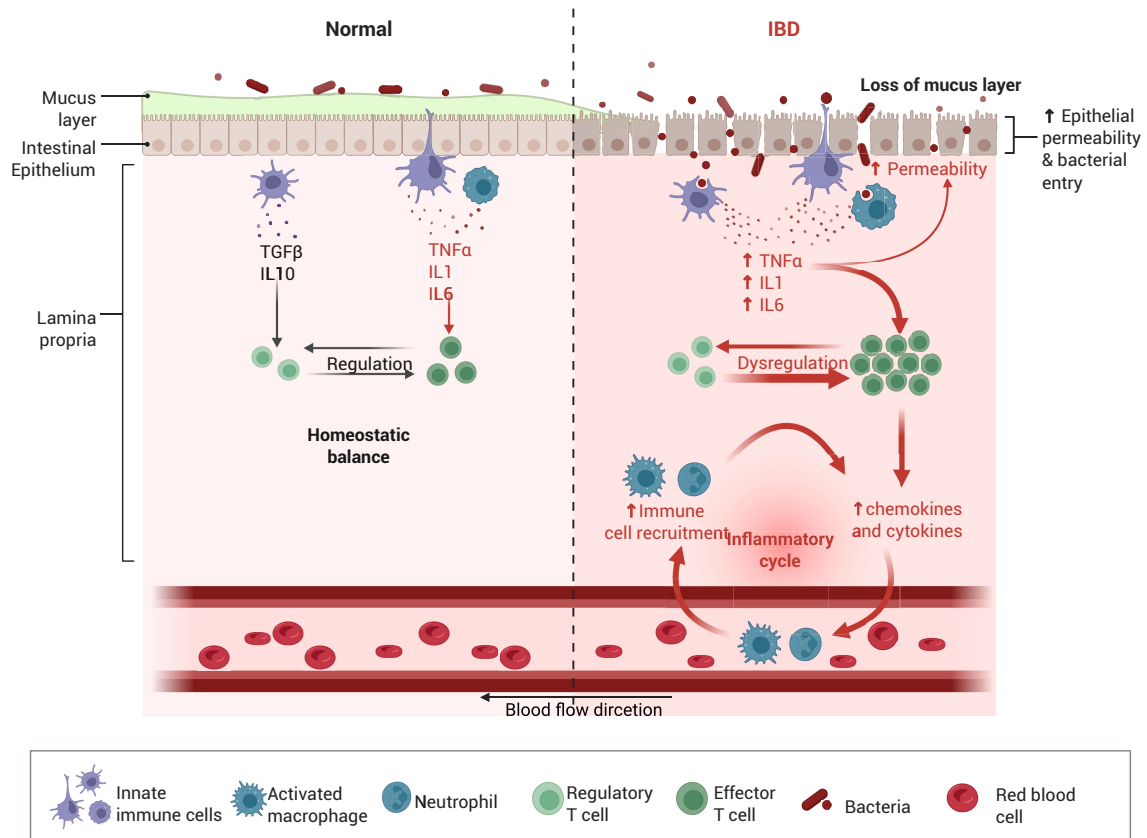 Normal
IBD
Mucus
layer
Intestinal
Epithelium
Lamina
propria
Loss of mucus layer
↑ Epithelial
permeability
& bacterial
entry
↑ Permeability
TGFβ
IL10
TNFα
IL1
IL6
↑ TNFα
↑ IL1
↑ IL6
Regulation
Dysregulation
Homeostatic
balance
↑Immune
cell recruitment
Inflammatory
cycle
↑chemokines
and cytokines
Blood flow dircetion
Innate
immune cells
Activated
macrophage
Neutrophil
Regulatory
T cell
Effector
T cell
Bacteria
Red blood
cell